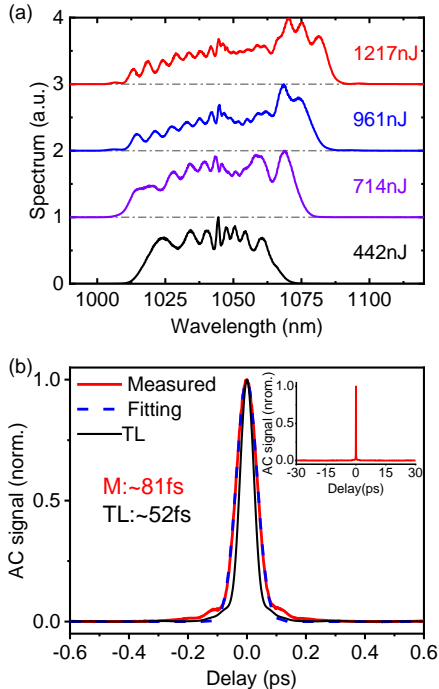 (a)
4
3
2
1
0
Spectrum (a.u.)
1217nJ
961nJ
714nJ
442nJ
1000 1025 1050 1075 1100
Wavelength (nm)
(b)
1.0
0.5
0.0
AC signal (norm.)
Measured
Fitting
TL
M:~81fs
TL:~52fs
1.0
0.5
0.0
AC signal (nrom.)
-30 -15 0 15 30
Delay(ps)
-0.6 -0.4 -0.2 0.0 0.2 0.4 0.6
Delay (ps)